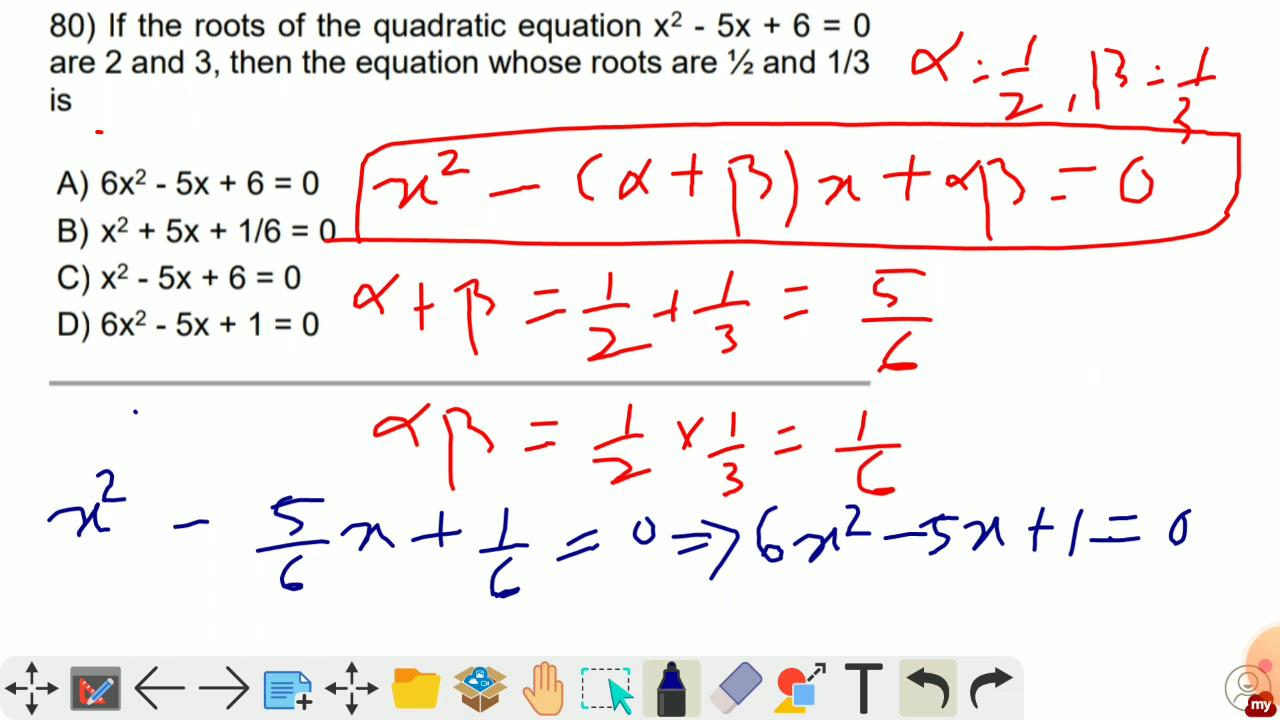 80) If the roots of the quadratic equation x² - 5x + 6 = 0
are 2 and 3, then the equation whose roots are ½ and 1/3
is
α = 1/2, β = 1/3
x² - (α + β)x + αβ = 0
A) 6x² - 5x + 6 = 0
B) x² + 5x + 1/6 = 0
C) x² - 5x + 6 = 0
D) 6x² - 5x + 1 = 0
α + β = 1/2 + 1/3 = 5/6
αβ = 1/2 × 1/3 = 1/6
x² - 5/6 x + 1/6 = 0 ⇒ 6x² - 5x + 1 = 0
T
my